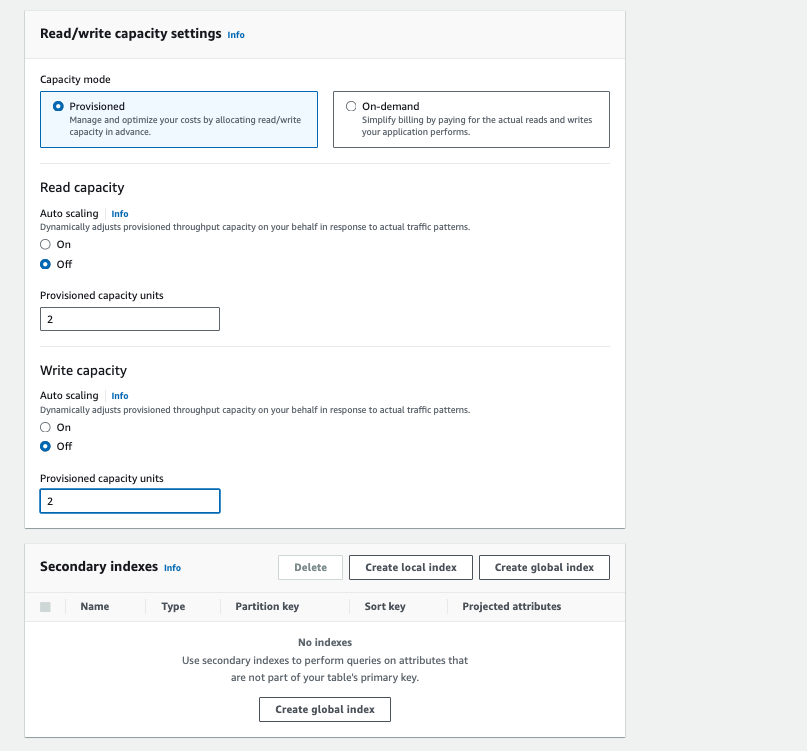 Read/write capacity settings Info
Capacity mode
Provisioned
Manage and optimize your costs by allocating read/write
capacity in advance.
On-demand
Simplify billing by paying for the actual reads and writes
your application performs.
Read capacity
Auto scaling Info
Dynamically adjusts provisioned throughput capacity on your behalf in response to actual traffic patterns.
On
Off
Provisioned capacity units
2
Write capacity
Auto scaling Info
Dynamically adjusts provisioned throughput capacity on your behalf in response to actual traffic patterns.
On
Off
Provisioned capacity units
2
Secondary indexes Info Delete Create local index Create global index
Name Type Partition key Sort key Projected attributes
No indexes
Use secondary indexes to perform queries on attributes that
are not part of your table's primary key.
Create global index